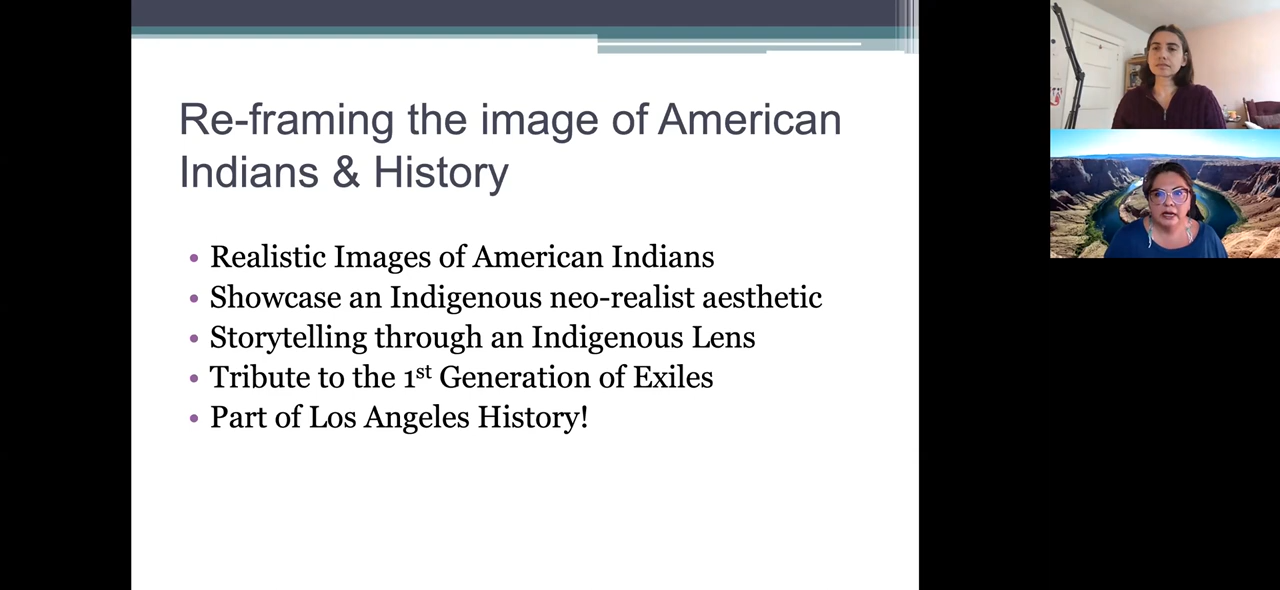 Re-framing the image of American
Indians & History
• Realistic Images of American Indians
• Showcase an Indigenous neo-realist aesthetic
• Storytelling through an Indigenous Lens
• Tribute to the 1st Generation of Exiles
• Part of Los Angeles History!